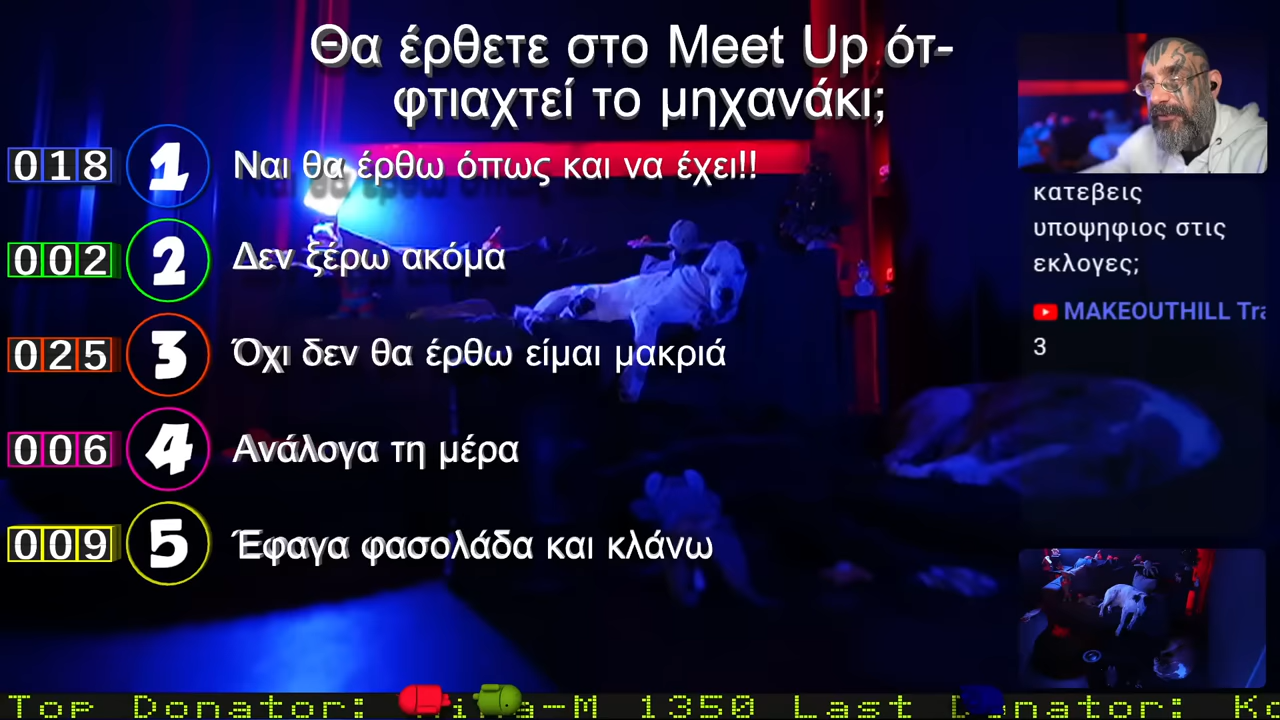 Θα έρθετε στο Meet Up ότ-
φτιαχτεί το μηχανάκι;
018 1 Ναι θα έρθω όπως και να έχει!!
002 2 Δεν ξέρω ακόμα
025 3 Όχι δεν θα έρθω είμαι μακριά
006 4 Ανάλογα τη μέρα
009 5 Έφαγα φασολάδα και κλάνω
κατεβεις
υποψηφιος στις
εκλογες;
MAKEOUTHILL Tra
3
Top Donator: -M 1350 Last